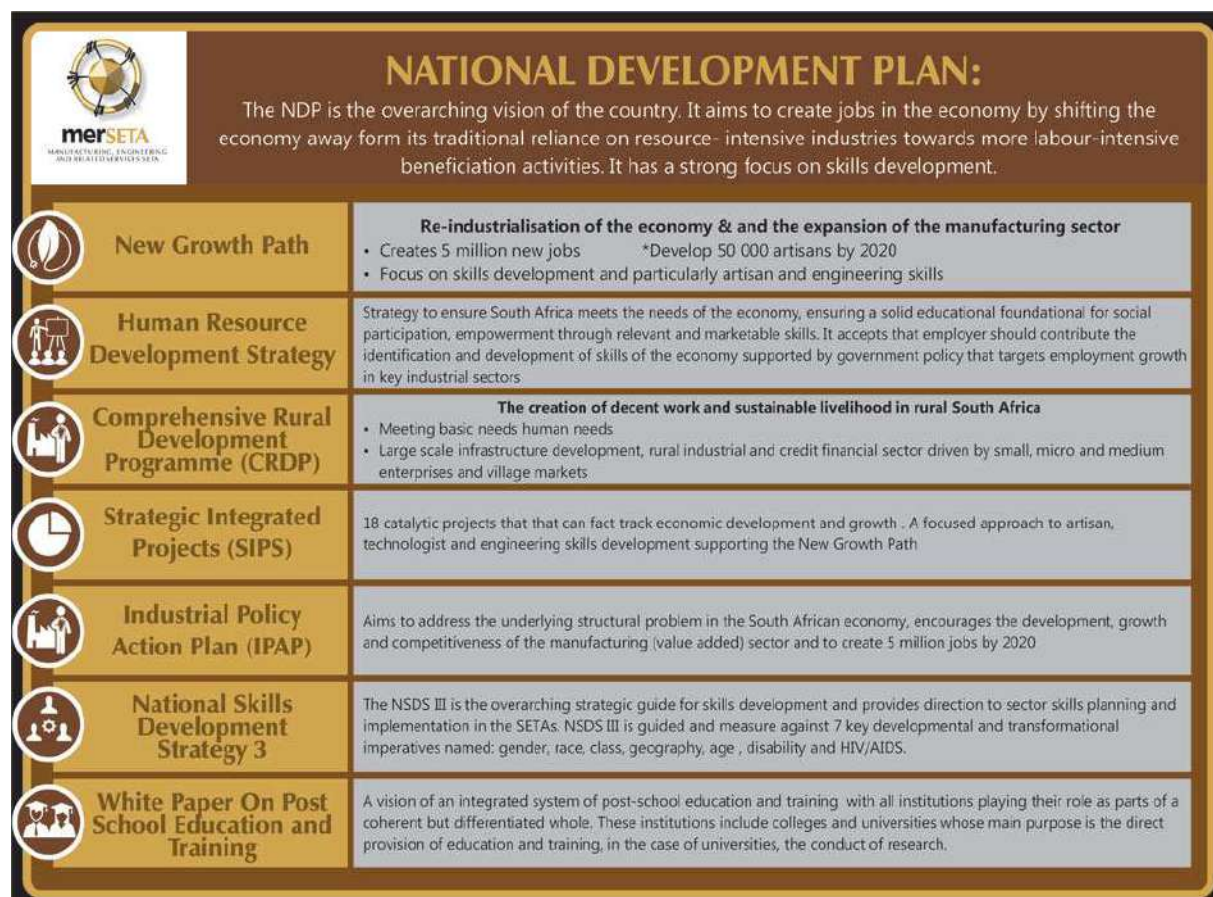 merSETA
MANUFACTURING, ENGINEERING
AND RELATED SERVICES SETA
NATIONAL DEVELOPMENT PLAN:
The NDP is the overarching vision of the country. It aims to create jobs in the economy by shifting the
economy away form its traditional reliance on resource- intensive industries towards more labour-intensive
beneficiation activities. It has a strong focus on skills development.
New Growth Path
Re-industrialisation of the economy & and the expansion of the manufacturing sector
• Creates 5 million new jobs *Develop 50 000 artisans by 2020
• Focus on skills development and particularly artisan and engineering skills
Human Resource
Development Strategy
Strategy to ensure South Africa meets the needs of the economy, ensuring a solid educational foundational for social
participation, empowerment through relevant and marketable skills. It accepts that employer should contribute the
identification and development of skills of the economy supported by government policy that targets employment growth
in key industrial sectors
Comprehensive Rural
Development
Programme (CRDP)
The creation of decent work and sustainable livelihood in rural South Africa
• Meeting basic needs human needs
• Large scale infrastructure development, rural industrial and credit financial sector driven by small, micro and medium
enterprises and village markets
Strategic Integrated
Projects (SIPS)
18 catalytic projects that that can fact track economic development and growth . A focused approach to artisan,
technologist and engineering skills development supporting the New Growth Path
Industrial Policy
Action Plan (IPAP)
Aims to address the underlying structural problem in the South African economy, encourages the development, growth
and competitiveness of the manufacturing (value added) sector and to create 5 million jobs by 2020
National Skills
Development
Strategy 3
The NSDS III is the overarching strategic guide for skills development and provides direction to sector skills planning and
implementation in the SETAs. NSDS III is guided and measure against 7 key developmental and transformational
imperatives named: gender, race, class, geography, age , disability and HIV/AIDS.
White Paper On Post
School Education and
Training
A vision of an integrated system of post-school education and training with all institutions playing their role as parts of a
coherent but differentiated whole. These institutions include colleges and universities whose main purpose is the direct
provision of education and training, in the case of universities, the conduct of research.